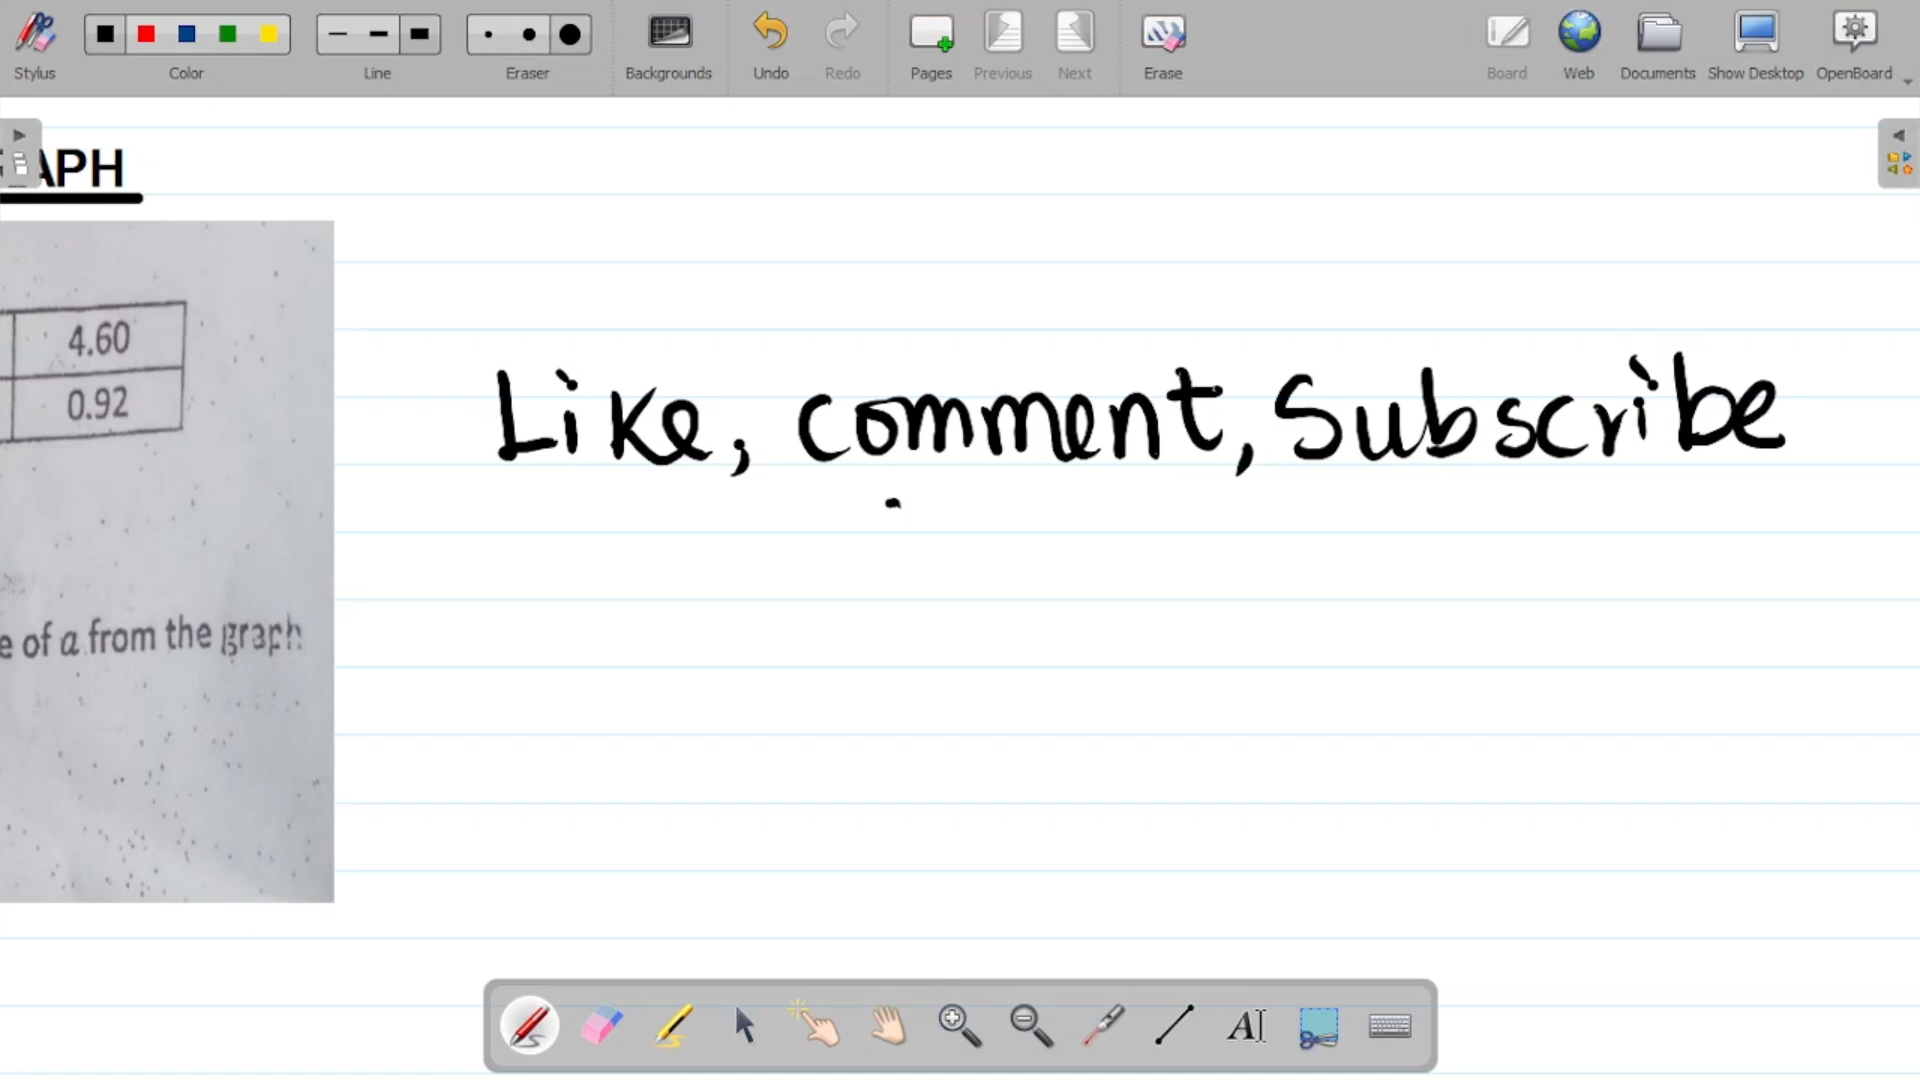 Stylus Color Line Eraser Backgrounds Undo Redo Pages Previous Next Erase Board Web Documents Show Desktop OpenBoard
APH
4.60
0.92
Like, comment, Subscribe
of a from the graph